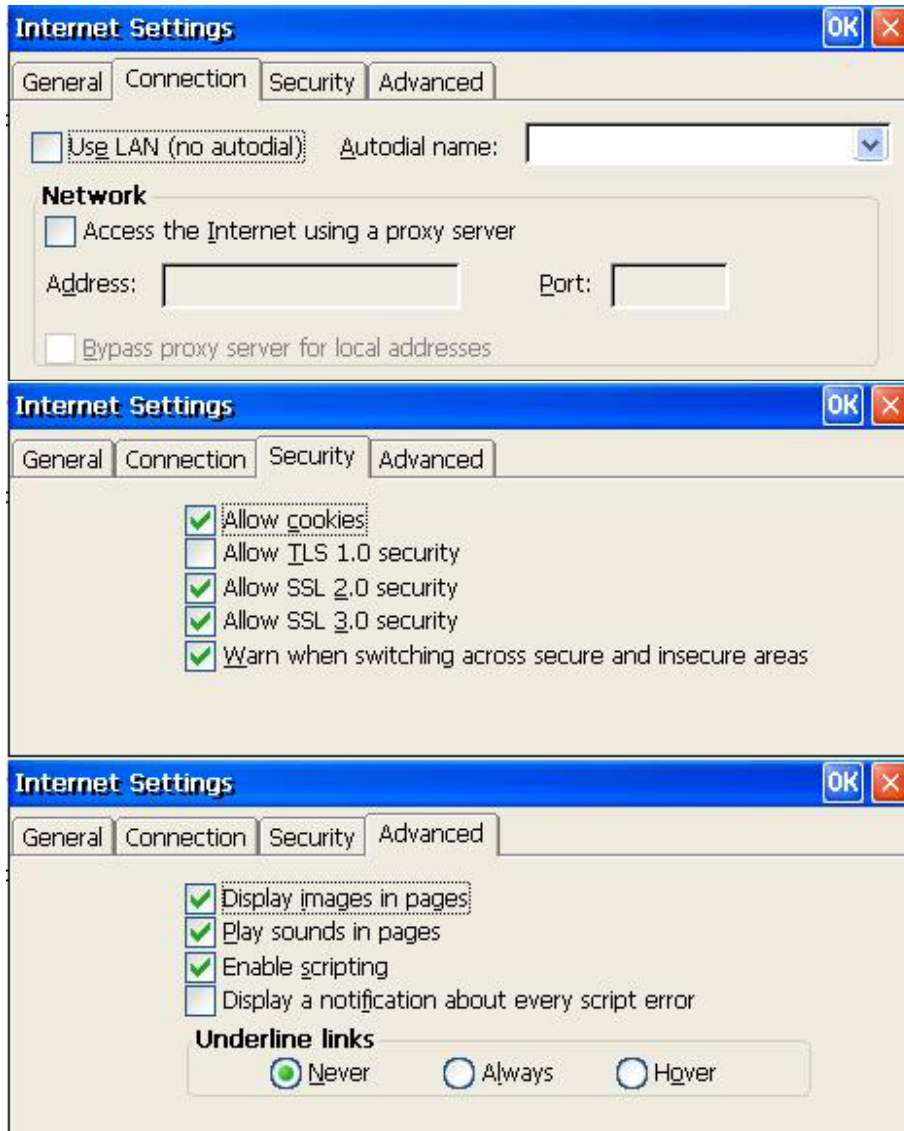 Internet Settings OK
General Connection Security Advanced
Use LAN (no autodial) Autodial name:
Network
Access the Internet using a proxy server
Address: Port:
Bypass proxy server for local addresses
Internet Settings OK
General Connection Security Advanced
Allow cookies
Allow TLS 1.0 security
Allow SSL 2.0 security
Allow SSL 3.0 security
Warn when switching across secure and insecure areas
Internet Settings OK
General Connection Security Advanced
Display images in pages
Play sounds in pages
Enable scripting
Display a notification about every script error
Underline links
Never Always Hover